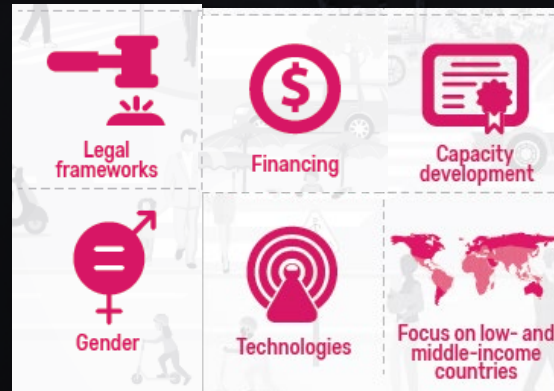 Legal
frameworks
$
Financing
Capacity
development
Gender
Technologies
Focus on low- and
middle-income
countries